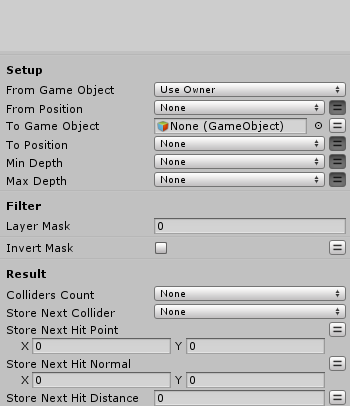 Setup
From Game Object Use Owner
From Position None
To Game Object None (GameObject)
To Position None
Min Depth None
Max Depth None
Filter
Layer Mask 0
Invert Mask
Result
Colliders Count None
Store Next Collider None
Store Next Hit Point
X 0 Y 0
Store Next Hit Normal
X 0 Y 0
Store Next Hit Distance 0